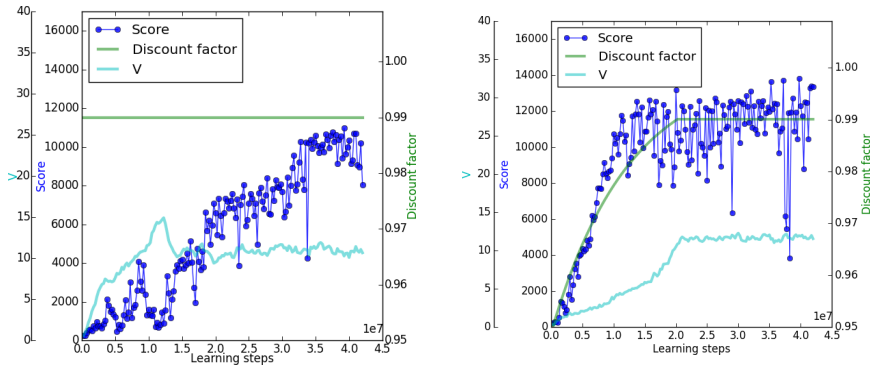 40
16000
Score
Discount factor
V
35
14000
1.00
30
12000
0.99
25
10000
V
20
Score
8000
0.98
Discount factor
15
6000
0.97
10
4000
0.96
5
2000
1e7
0
0
0.95
0.0 0.5 1.0 1.5 2.0 2.5 3.0 3.5 4.0 4.5
Learning steps
40
16000
Score
Discount factor
V
35
14000
1.00
30
12000
0.99
25
10000
V
20
Score
8000
0.98
Discount factor
15
6000
0.97
10
4000
0.96
5
2000
1e7
0
0
0.95
0.0 0.5 1.0 1.5 2.0 2.5 3.0 3.5 4.0 4.5
Learning steps